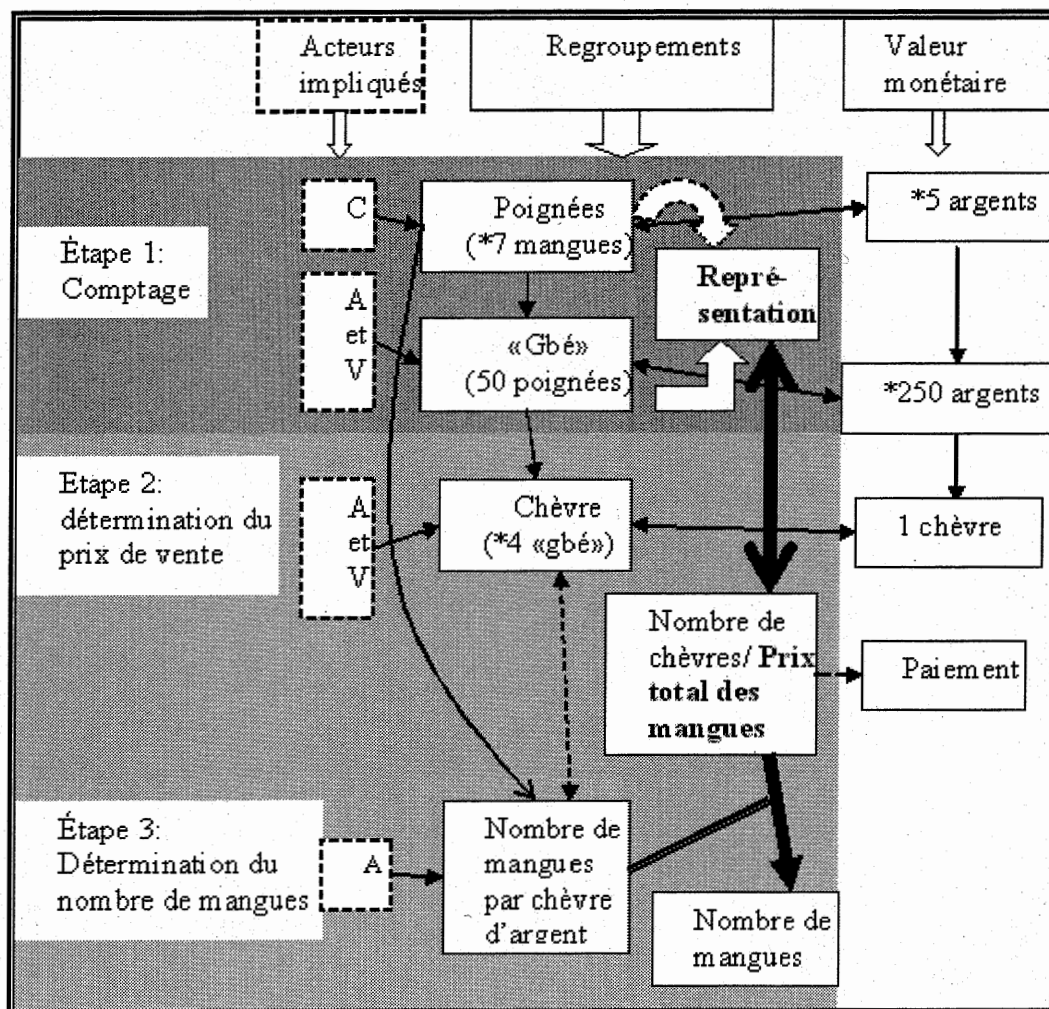 Acteurs
impliqués
Regroupements
Valeur
monétaire
Étape 1:
Comptage
C
Poignées
(*7 mangues)
*5 argents
Repré-
sentation
A
et
V
«Gbé»
(50 poignées)
*250 argents
Etape 2:
détermination du
prix de vente
A
et
V
Chèvre
(*4 «gbé»)
1 chèvre
Nombre de
chèvres/ Prix
total des
mangues
Paiement
Étape 3:
Détermination du
nombre de mangues
A
Nombre de
mangues
par chèvre
d'argent
Nombre de
mangues